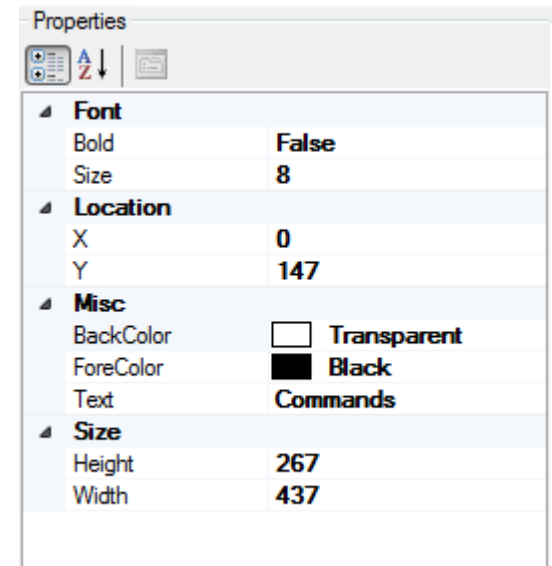 Properties
A
Z
Font
Bold False
Size 8
Location
X 0
Y 147
Misc
BackColor Transparent
ForeColor Black
Text Commands
Size
Height 267
Width 437